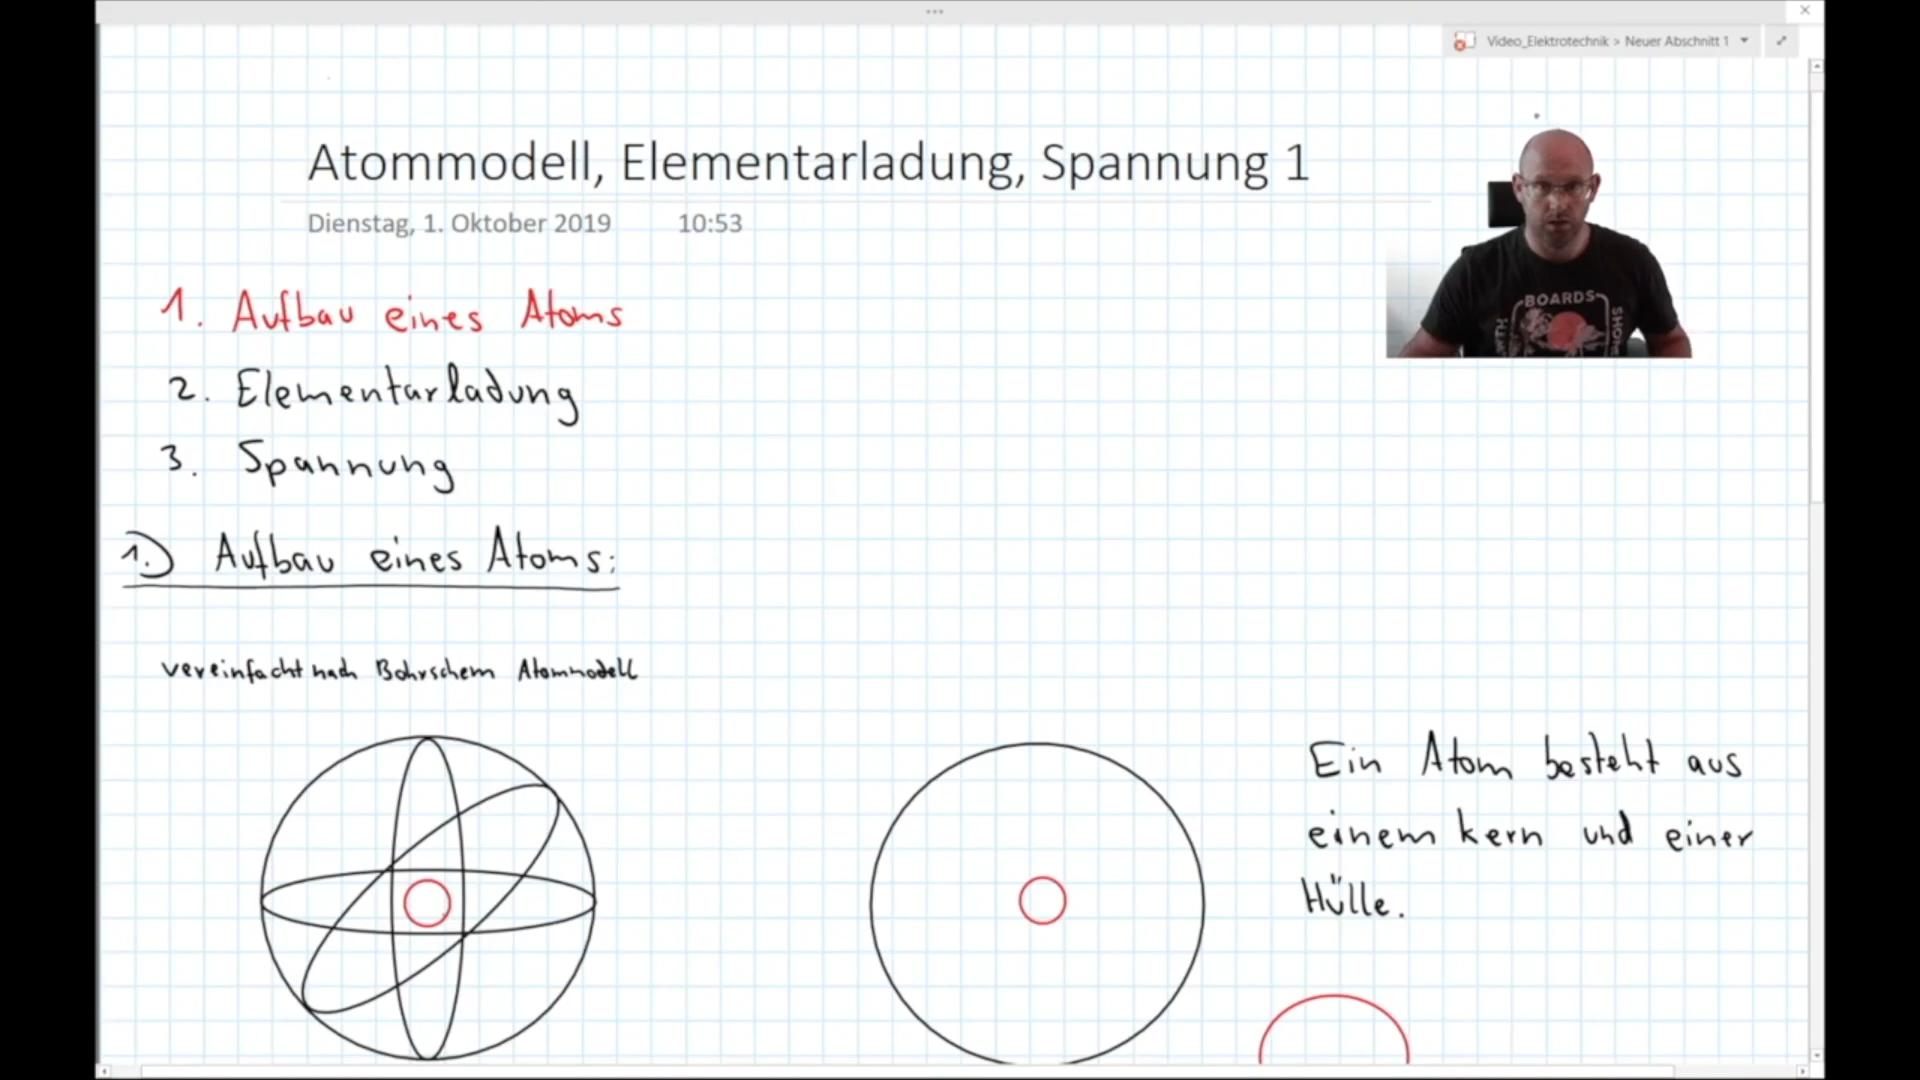 Video_Elektrotechnik > Neuer Abschnitt 1
Atommodell, Elementarladung, Spannung 1
Dienstag, 1. Oktober 2019 10:53
BOARDS
1. Aufbau eines Atoms
2. Elementarladung
3. Spannung
1.) Aufbau eines Atoms:
vereinfacht nach Bohrschem Atommodell
Ein Atom besteht aus
einem kern und einer
Hülle.